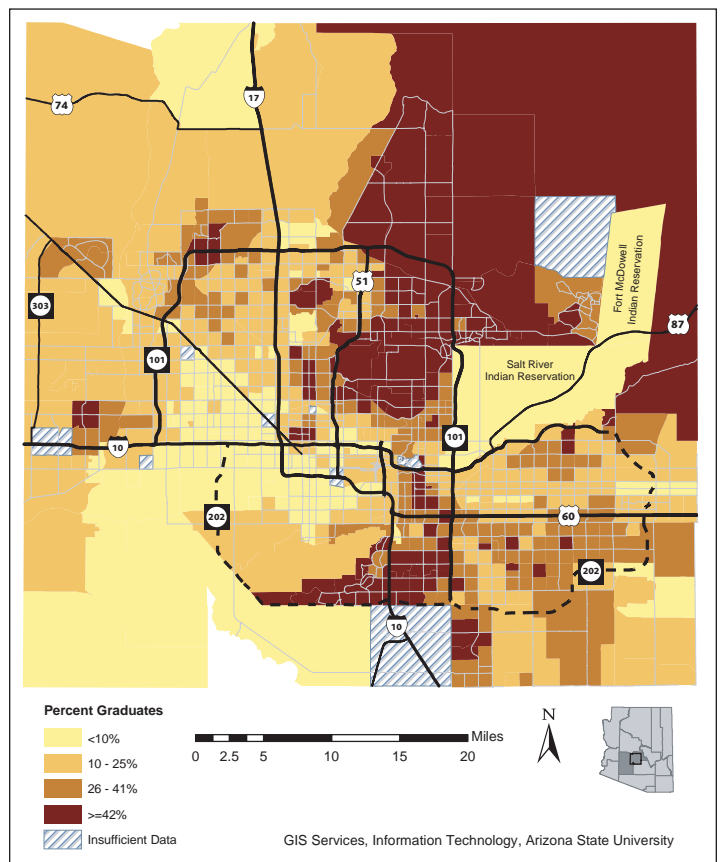 74
17
51
303
Fort McDowell
Indian Reservation
87
101
Salt River
Indian Reservation
10
101
202
60
202
10
Percent Graduates
<10%
10 - 25%
26 - 41%
>=42%
Insufficient Data
Miles
0 2.5 5 10 15 20
N
GIS Services, Information Technology, Arizona State University